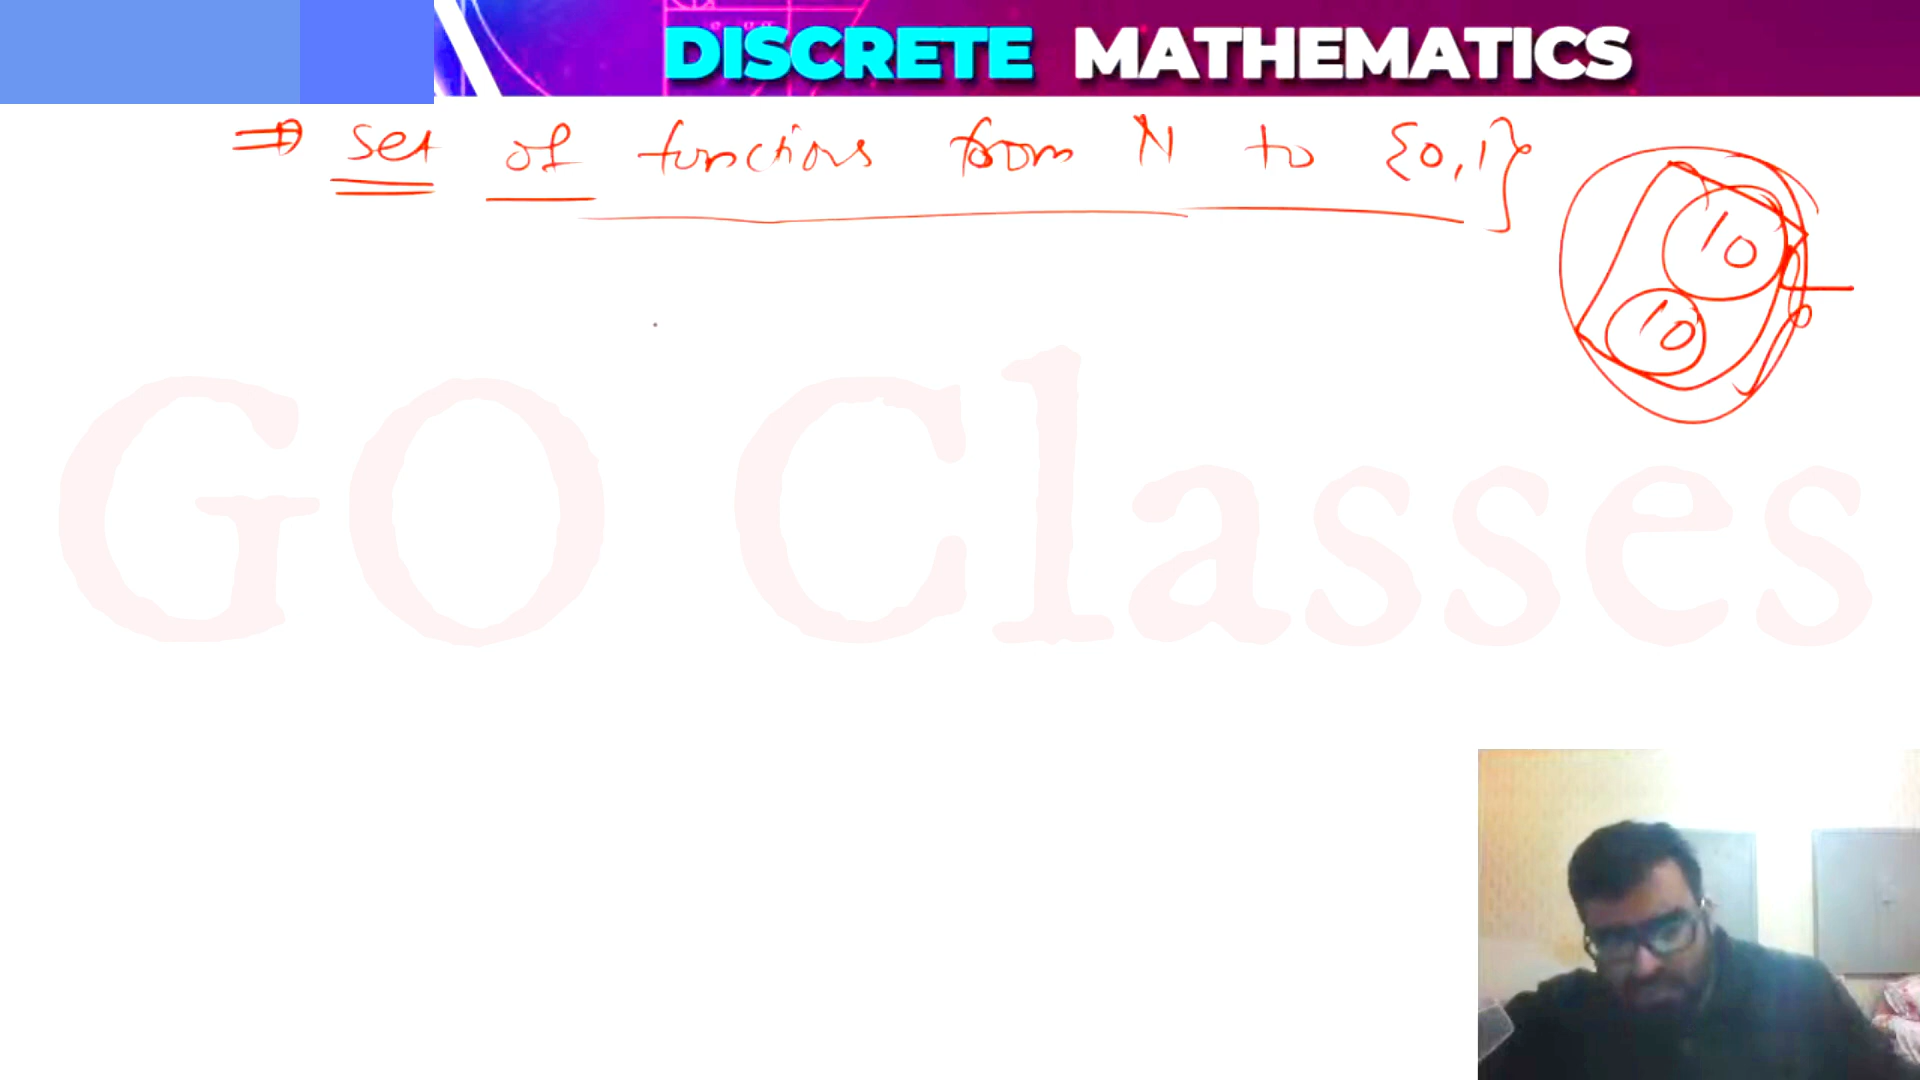 DISCRETE MATHEMATICS
⇒ set of functions from N to {0,1}
10
10
GO Classes